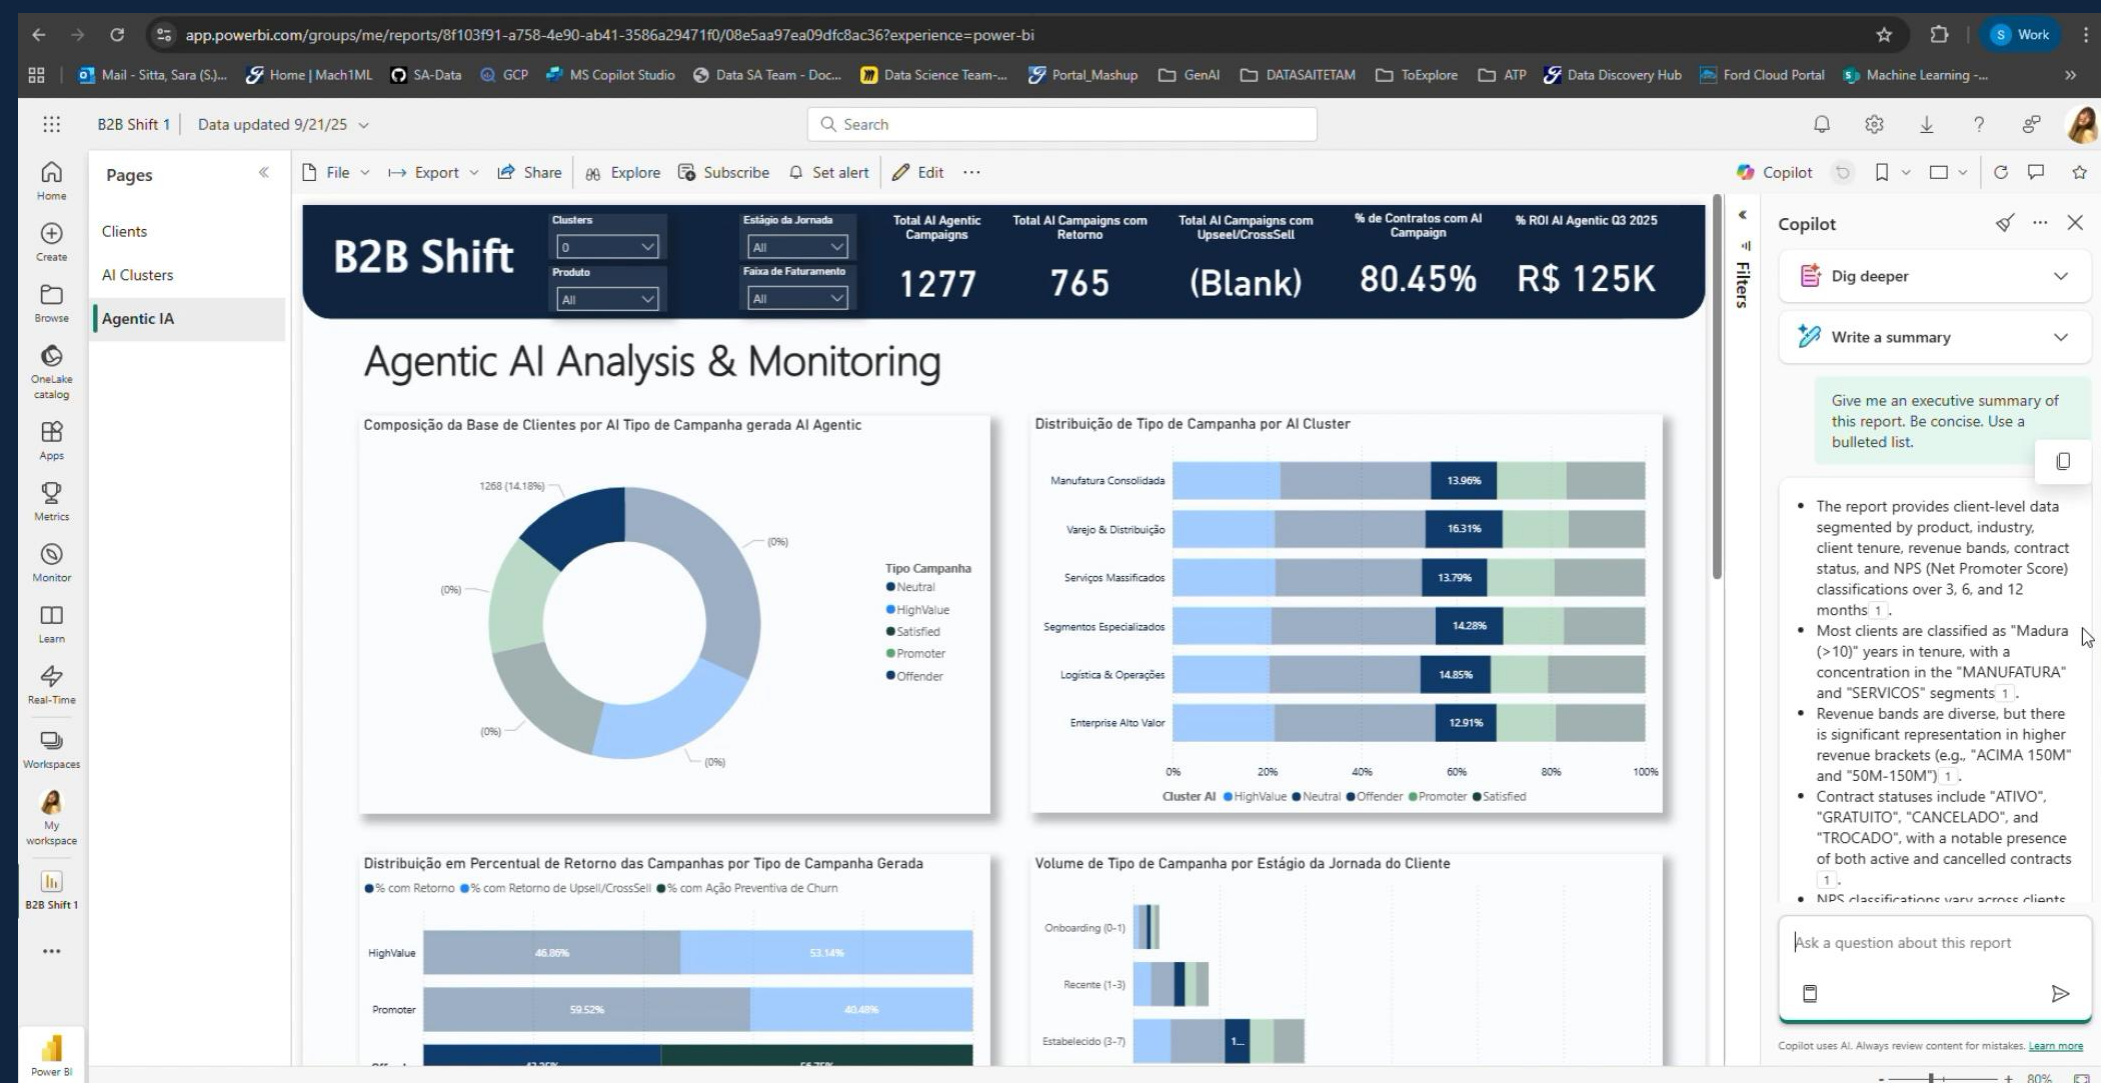 app.powerbi.com/groups/me/reports/8f103f91-a758-4e90-ab41-3586a29471f0/08e5aa97ea09dfc8ac36?experience=power-bi
S Work
Mail - Sitta, Sara (S.)...
Home | Mach1ML
SA-Data
GCP
MS Copilot Studio
Data SA Team - Doc...
Data Science Team-...
Portal_Mashup
GenAI
DATASAITETAM
ToExplore
ATP
Data Discovery Hub
Ford Cloud Portal
Machine Learning -...
B2B Shift 1
Data updated 9/21/25
Search
Home
Create
Browse
OneLake
catalog
Apps
Metrics
Monitor
Learn
Real-Time
Workspaces
My
workspace
B2B Shift 1
Power BI
Pages
Clients
AI Clusters
Agentic IA
File
Export
Share
Explore
Subscribe
Set alert
Edit
Copilot
B2B Shift
Clusters
0
Produto
All
Estágio da Jornada
All
Faixa de Faturamento
All
Total AI Agentic
Campaigns
1277
Total AI Campaigns com
Retorno
765
Total AI Campaigns com
Upseel/CrossSell
(Blank)
% de Contratos com AI
Campaign
80.45%
% ROI AI Agentic Q3 2025
R$ 125K
Filters
Agentic AI Analysis & Monitoring
Composição da Base de Clientes por AI Tipo de Campanha gerada AI Agentic
1268 (14.18%)
(0%)
(0%)
(0%)
(0%)
Tipo Campanha
Neutral
HighValue
Satisfied
Promoter
Offender
Distribuição de Tipo de Campanha por AI Cluster
Manufatura Consolidada
13.96%
Varejo & Distribuição
16.31%
Serviços Massificados
13.79%
Segmentos Especializados
14.28%
Logística & Operações
14.85%
Enterprise Alto Valor
12.91%
0% 20% 40% 60% 80% 100%
Cluster AI HighValue Neutral Offender Promoter Satisfied
Distribuição em Percentual de Retorno das Campanhas por Tipo de Campanha Gerada
% com Retorno % com Retorno de Upsell/CrossSell % com Ação Preventiva de Churn
HighValue
46.86%
53.14%
Promoter
59.52%
40.48%
Volume de Tipo de Campanha por Estágio da Jornada do Cliente
Onboarding (0-1)
Recente (1-3)
Estabelecido (3-7)
1...
Copilot
Dig deeper
Write a summary
Give me an executive summary of
this report. Be concise. Use a
bulleted list.
• The report provides client-level data
segmented by product, industry,
client tenure, revenue bands, contract
status, and NPS (Net Promoter Score)
classifications over 3, 6, and 12
months 1 .
• Most clients are classified as "Madura
(>10)" years in tenure, with a
concentration in the "MANUFATURA"
and "SERVICOS" segments 1 .
• Revenue bands are diverse, but there
is significant representation in higher
revenue brackets (e.g., "ACIMA 150M"
and "50M-150M") 1 .
• Contract statuses include "ATIVO",
"GRATUITO", "CANCELADO", and
"TROCADO", with a notable presence
of both active and cancelled contracts
1 .
• NPS classifications vary across clients
Ask a question about this report
Copilot uses AI. Always review content for mistakes. Learn more
80%